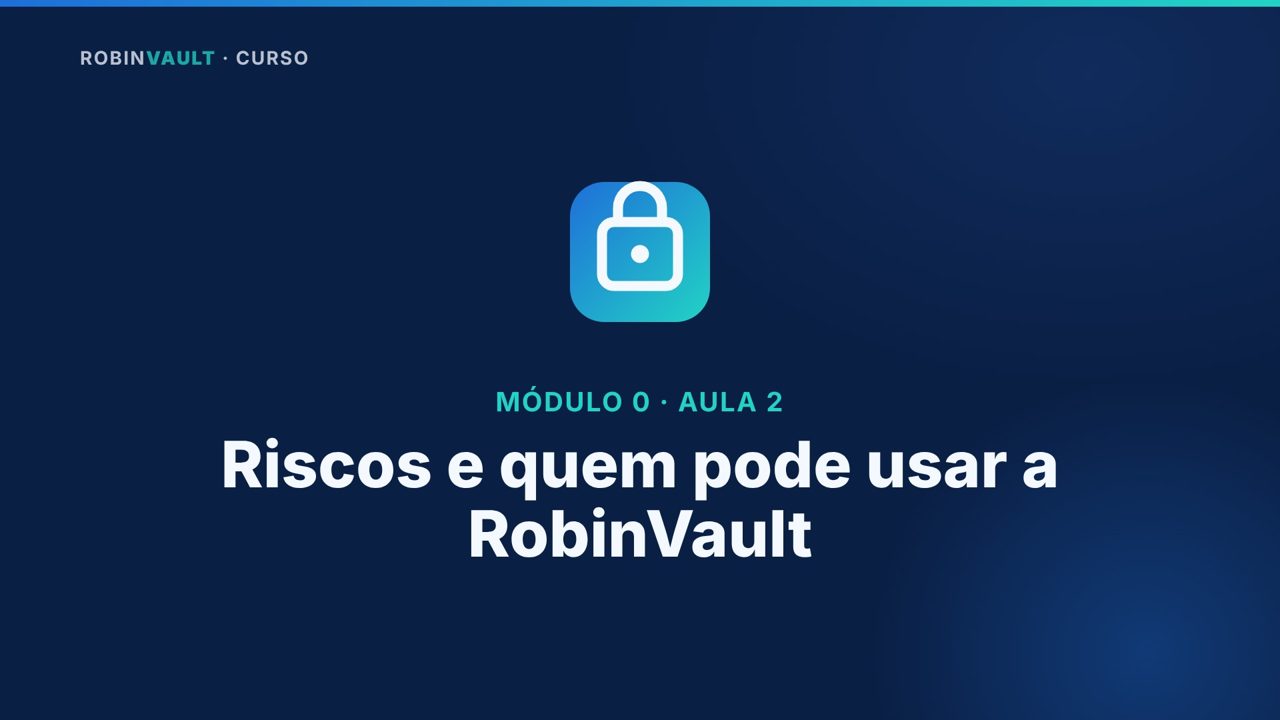 ROBINVAULT · CURSO
MÓDULO 0 · AULA 2
Riscos e quem pode usar a
RobinVault